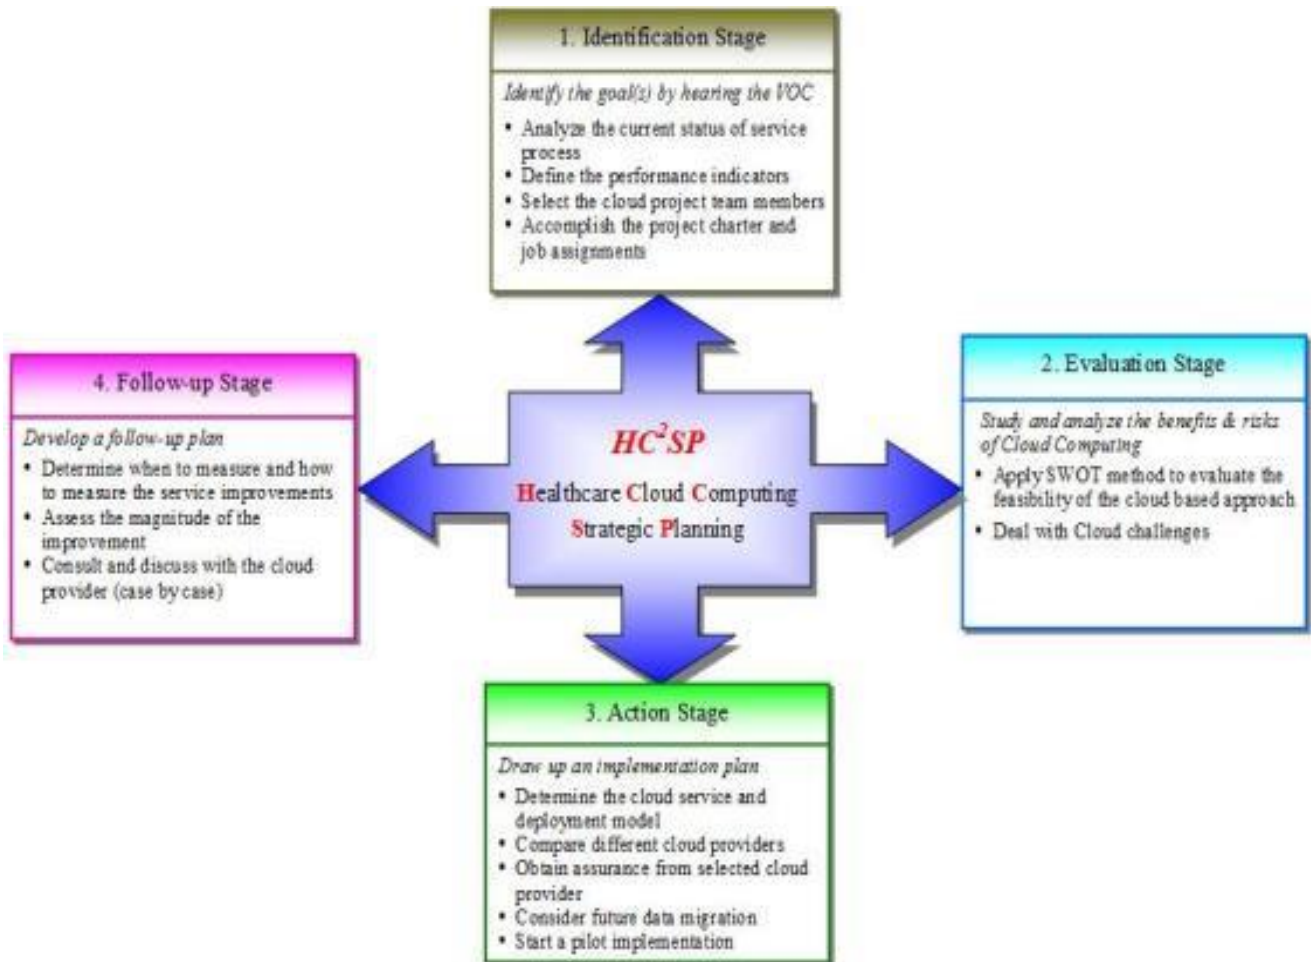 1. Identification Stage
Identify the goal(s) by hearing the VOC
• Analyze the current status of service
process
• Define the performance indicators
• Select the cloud project team members
• Accomplish the project charter and
job assignments
2. Evaluation Stage
Study and analyze the benefits & risks
of Cloud Computing
• Apply SWOT method to evaluate the
feasibility of the cloud based approach
• Deal with Cloud challenges
HC²SP
Healthcare Cloud Computing
Strategic Planning
3. Action Stage
Draw up an implementation plan
• Determine the cloud service and
deployment model
• Compare different cloud providers
• Obtain assurance from selected cloud
provider
• Consider future data migration
• Start a pilot implementation
4. Follow-up Stage
Develop a follow-up plan
• Determine when to measure and how
to measure the service improvements
• Assess the magnitude of the
improvement
• Consult and discuss with the cloud
provider (case by case)